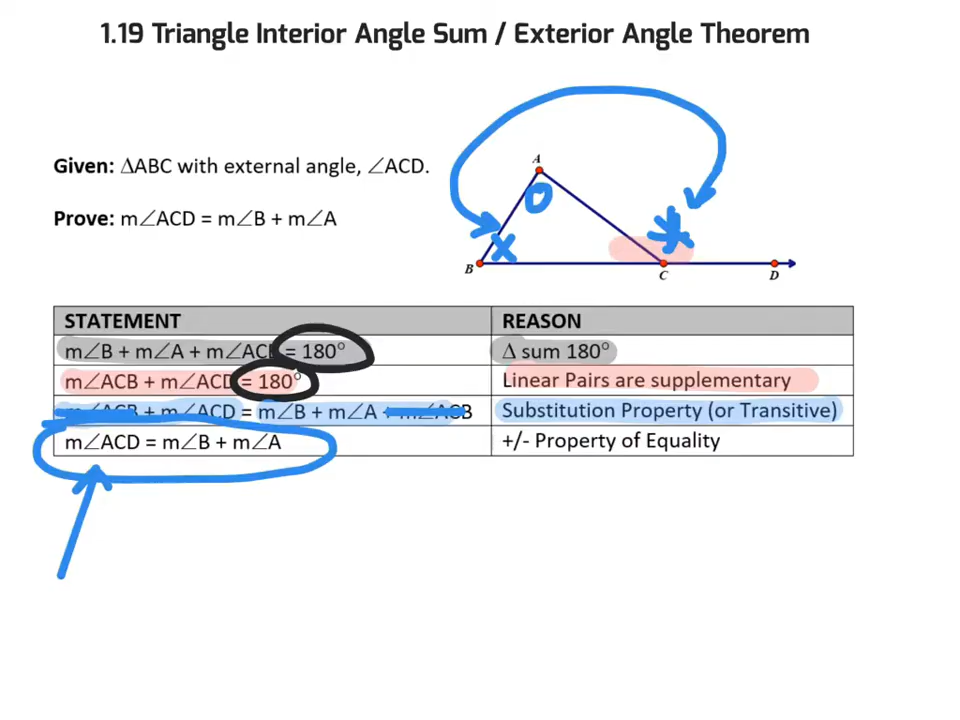 1.19 Triangle Interior Angle Sum / Exterior Angle Theorem
Given: ∆ABC with external angle, ∠ACD.
Prove: m∠ACD = m∠B + m∠A
A
O
X
B
C
D
STATEMENT REASON
m∠B + m∠A + m∠ACB = 180° ∆ sum 180°
m∠ACB + m∠ACD = 180° Linear Pairs are supplementary
m∠ACB + m∠ACD = m∠B + m∠A + m∠ACB Substitution Property (or Transitive)
m∠ACD = m∠B + m∠A +/- Property of Equality